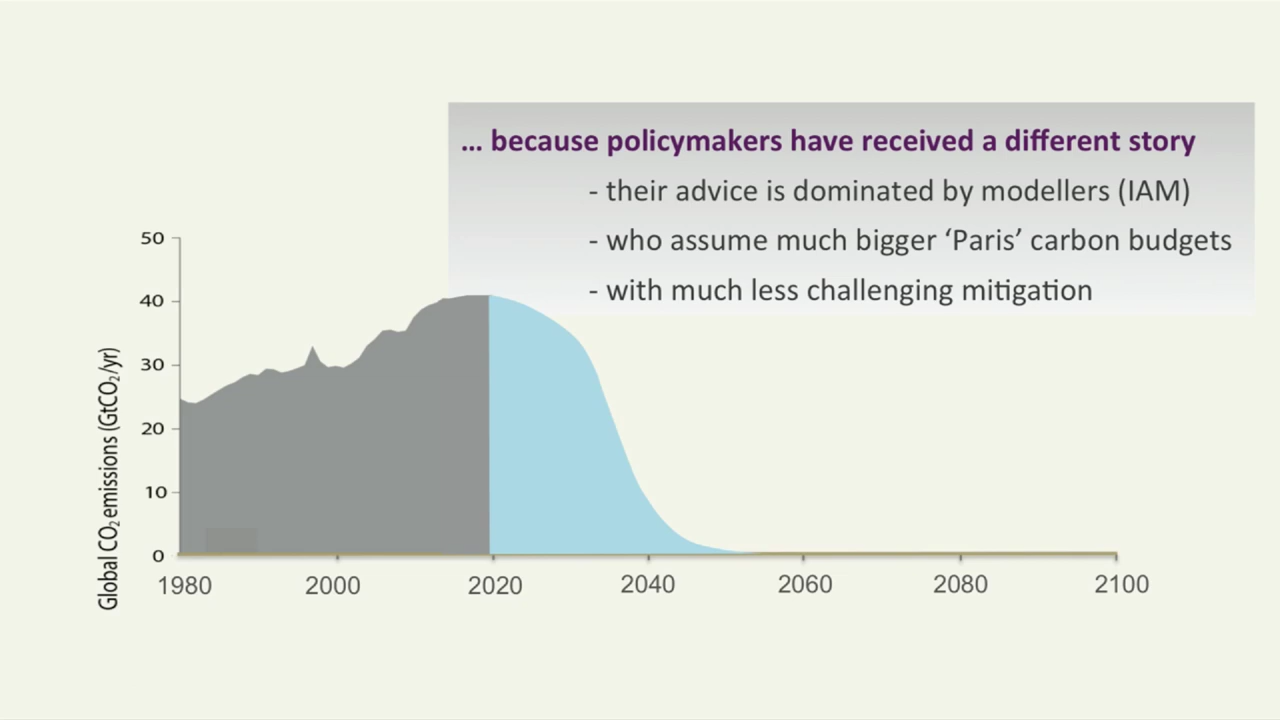 ... because policymakers have received a different story
- their advice is dominated by modellers (IAM)
- who assume much bigger ‘Paris’ carbon budgets
- with much less challenging mitigation
Global CO₂ emissions (GtCO₂/yr)
50
40
30
20
10
0
1980 2000 2020 2040 2060 2080 2100